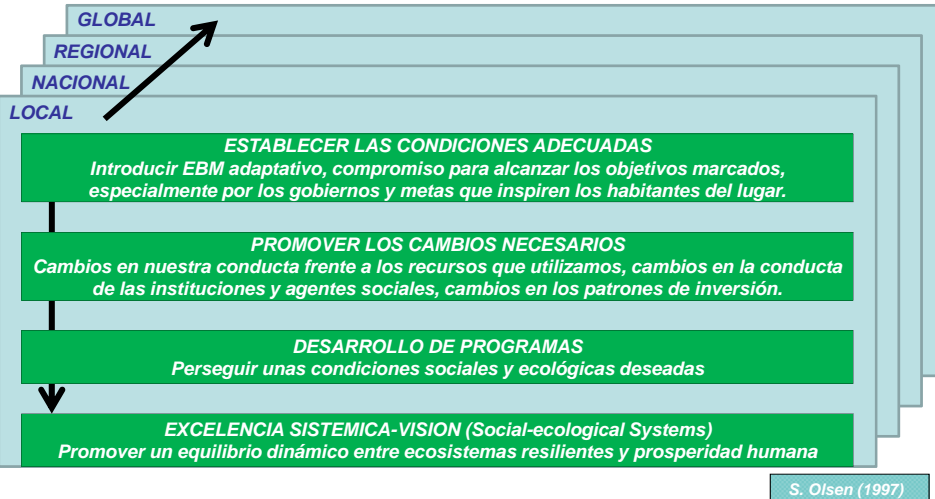 GLOBAL
REGIONAL
NACIONAL
LOCAL
ESTABLECER LAS CONDICIONES ADECUADAS
Introducir EBM adaptativo, compromiso para alcanzar los objetivos marcados,
especialmente por los gobiernos y metas que inspiren los habitantes del lugar.
PROMOVER LOS CAMBIOS NECESARIOS
Cambios en nuestra conducta frente a los recursos que utilizamos, cambios en la conducta
de las instituciones y agentes sociales, cambios en los patrones de inversión.
DESARROLLO DE PROGRAMAS
Perseguir unas condiciones sociales y ecológicas deseadas
EXCELENCIA SISTEMICA-VISION (Social-ecological Systems)
Promover un equilibrio dinámico entre ecosistemas resilientes y prosperidad humana
S. Olsen (1997)